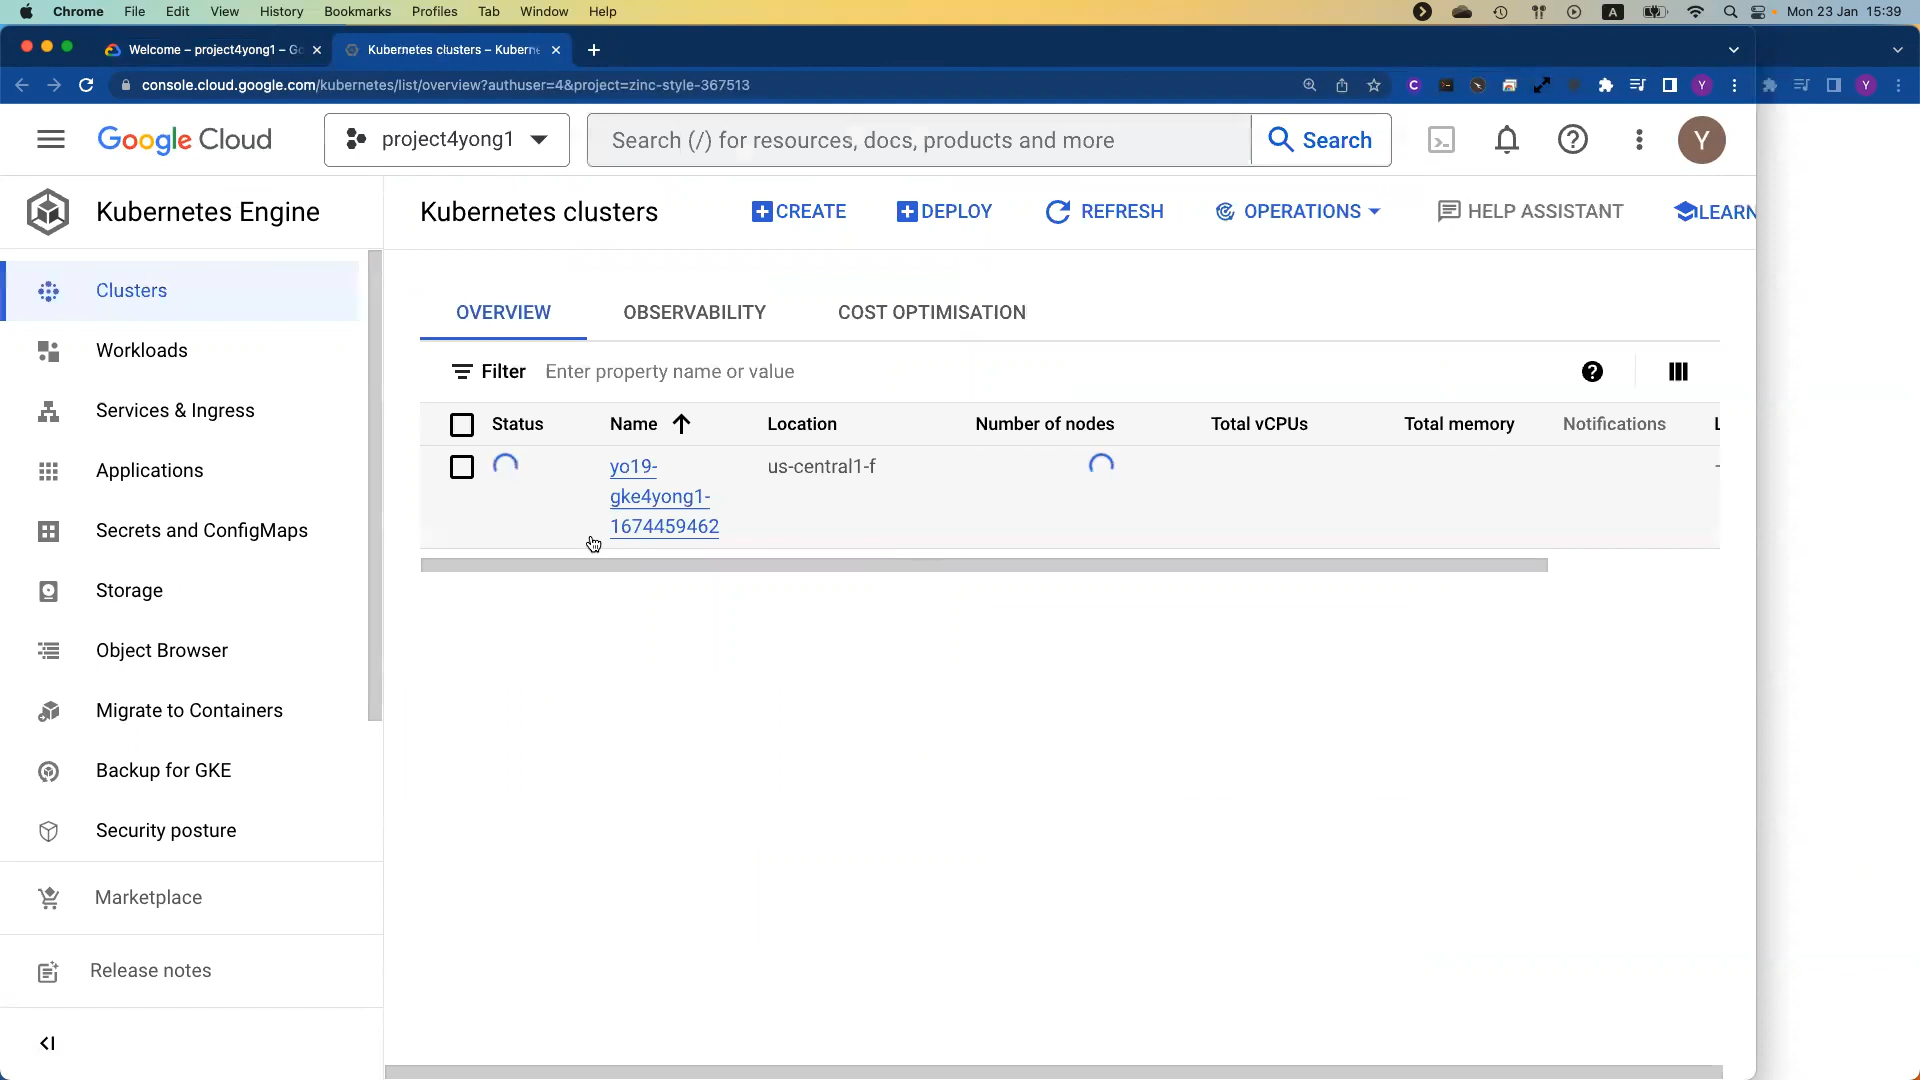 Chrome File Edit View History Bookmarks Profiles Tab Window Help A Mon 23 Jan 15:39
Welcome – project4yong1 – Go
Kubernetes clusters – Kuberne
console.cloud.google.com/kubernetes/list/overview?authuser=4&project=zinc-style-367513
C Y Y
Google Cloud project4yong1 Search (/) for resources, docs, products and more Search Y
Kubernetes Engine
Kubernetes clusters CREATE DEPLOY REFRESH OPERATIONS HELP ASSISTANT LEARN
Clusters
Workloads
Services & Ingress
Applications
Secrets and ConfigMaps
Storage
Object Browser
Migrate to Containers
Backup for GKE
Security posture
Marketplace
Release notes
OVERVIEW OBSERVABILITY COST OPTIMISATION
Filter Enter property name or value
Status Name Location Number of nodes Total vCPUs Total memory Notifications L
yo19- us-central1-f -
gke4yong1-
1674459462